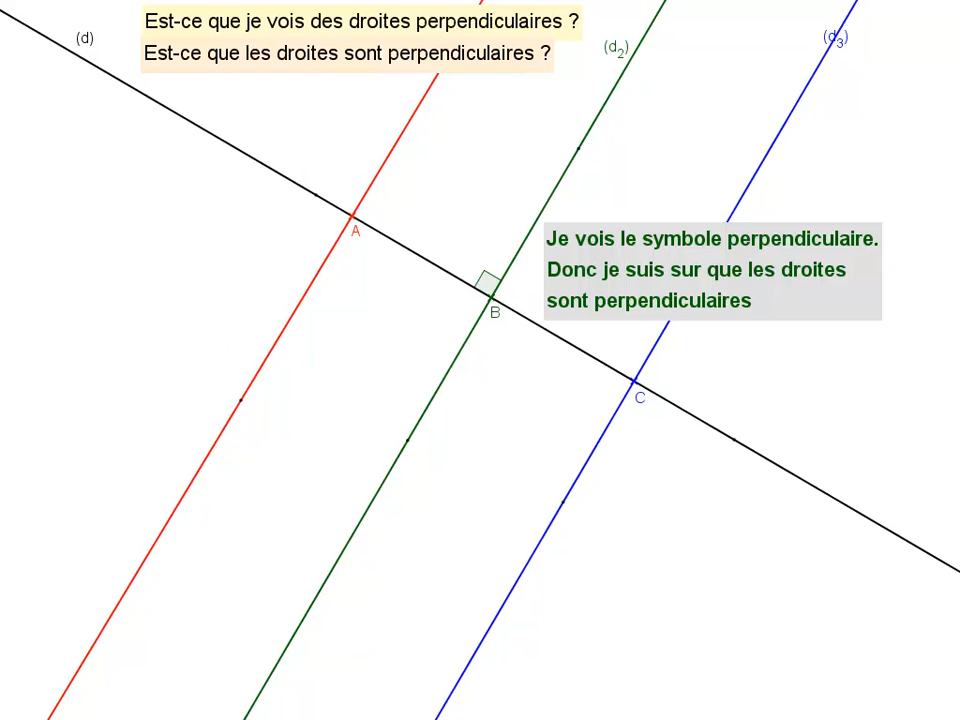 Est-ce que je vois des droites perpendiculaires ?
(d)
Est-ce que les droites sont perpendiculaires ?
(d₂)
(d₃)
A
Je vois le symbole perpendiculaire.
Donc je suis sur que les droites
sont perpendiculaires
B
C